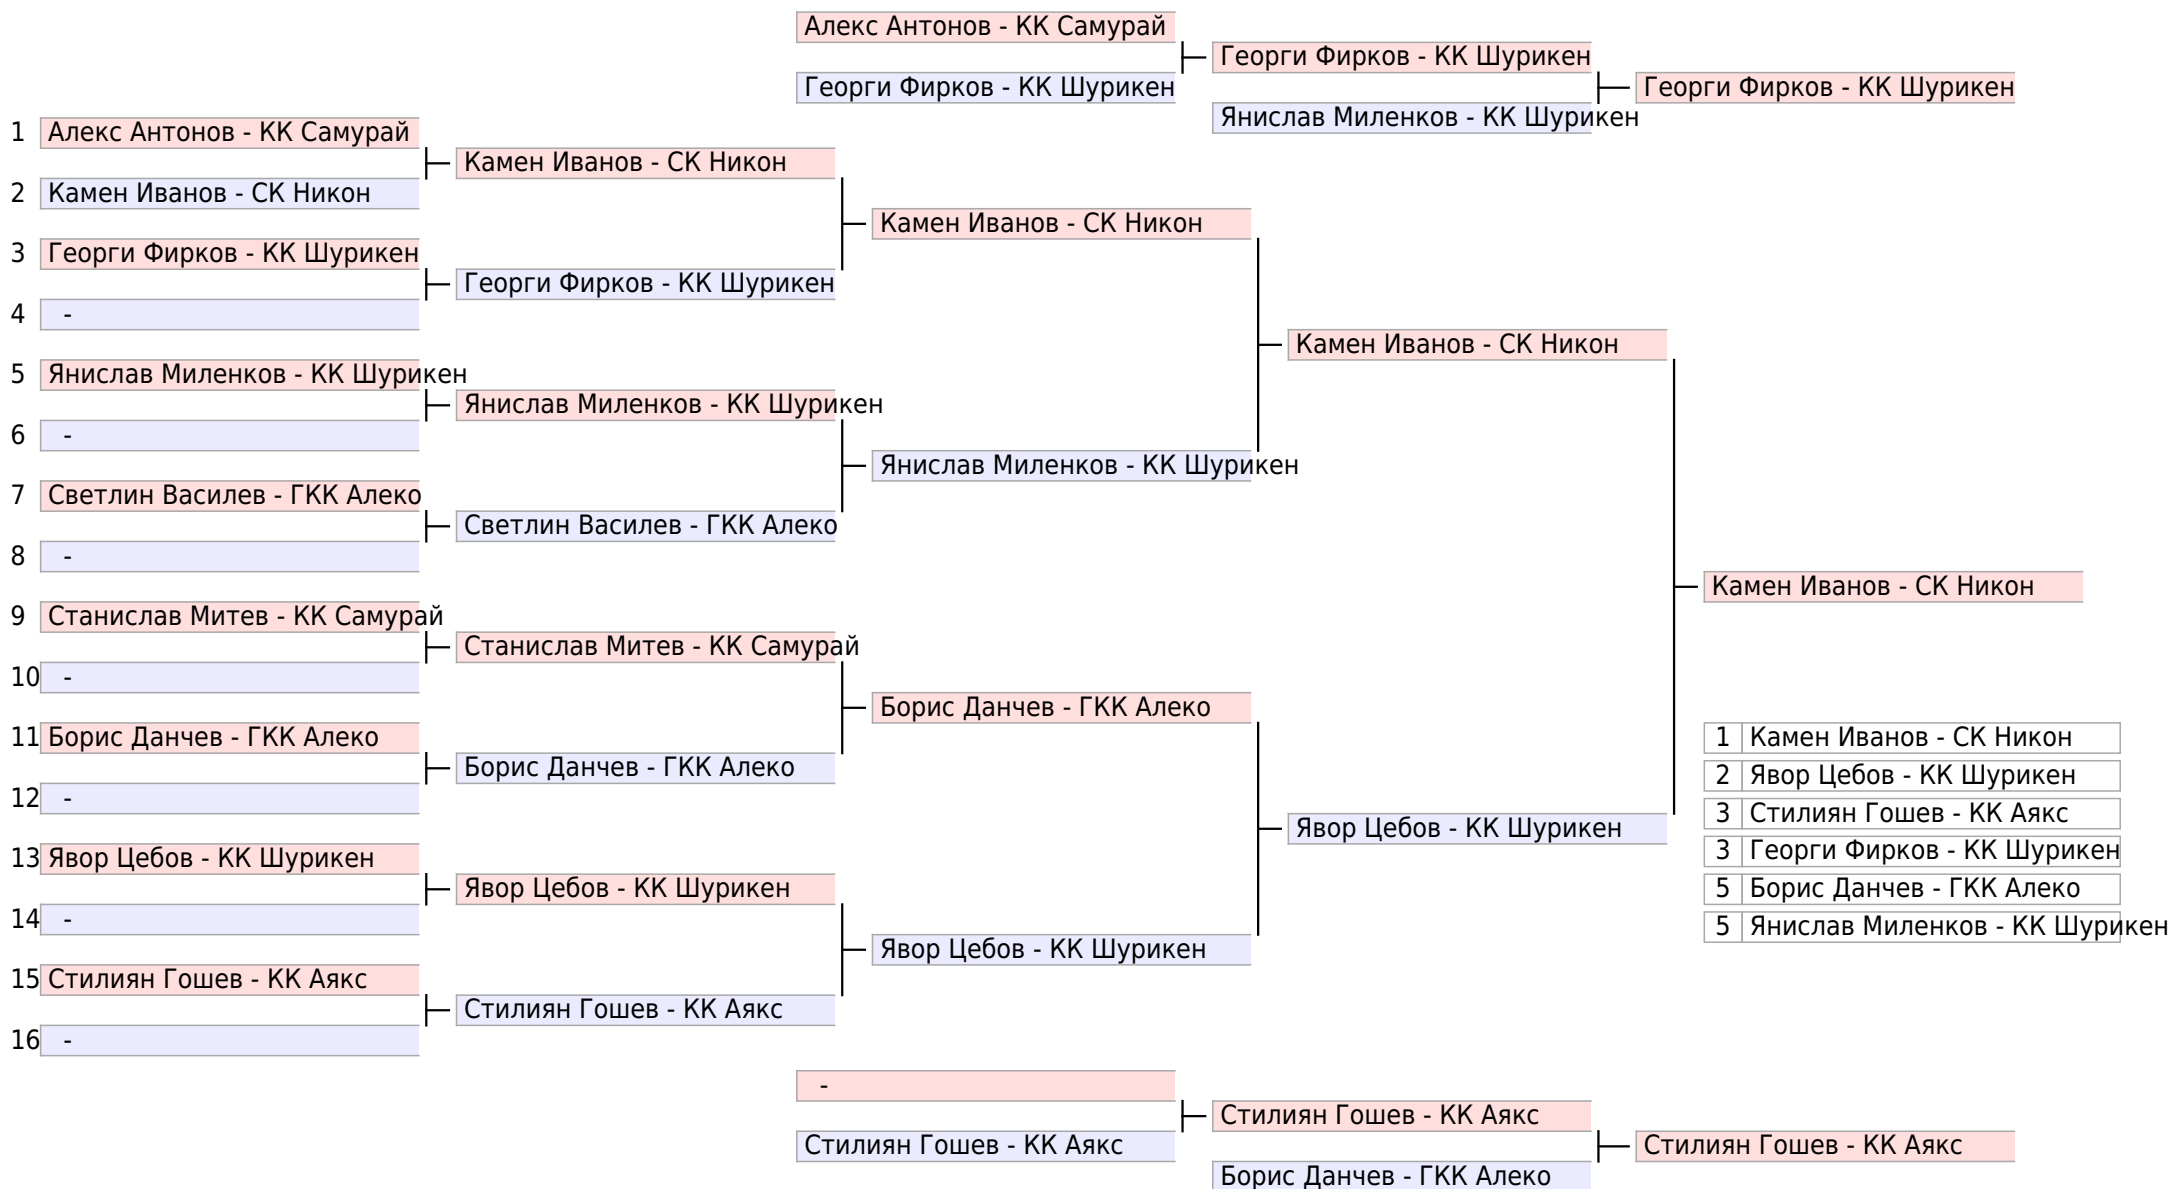 Алекс Антонов - КК Самурай
Георги Фирков - КК Шурикен
Георги Фирков - КК Шурикен
Георги Фирков - КК Шурикен
Янислав Миленков - КК Шурикен
1 Алекс Антонов - КК Самурай
Камен Иванов - СК Никон
2 Камен Иванов - СК Никон
Камен Иванов - СК Никон
3 Георги Фирков - КК Шурикен
Георги Фирков - КК Шурикен
4 -
Камен Иванов - СК Никон
5 Янислав Миленков - КК Шурикен
Янислав Миленков - КК Шурикен
6 -
Янислав Миленков - КК Шурикен
7 Светлин Василев - ГКК Алеко
Светлин Василев - ГКК Алеко
8 -
Камен Иванов - СК Никон
9 Станислав Митев - КК Самурай
Станислав Митев - КК Самурай
10 -
Борис Данчев - ГКК Алеко
11 Борис Данчев - ГКК Алеко
Борис Данчев - ГКК Алеко
12 -
Явор Цебов - КК Шурикен
13 Явор Цебов - КК Шурикен
Явор Цебов - КК Шурикен
14 -
Явор Цебов - КК Шурикен
15 Стилиян Гошев - КК Аякс
Стилиян Гошев - КК Аякс
16 -
1 Камен Иванов - СК Никон
2 Явор Цебов - КК Шурикен
3 Стилиян Гошев - КК Аякс
3 Георги Фирков - КК Шурикен
5 Борис Данчев - ГКК Алеко
5 Янислав Миленков - КК Шурикен
-
Стилиян Гошев - КК Аякс
Стилиян Гошев - КК Аякс
Стилиян Гошев - КК Аякс
Борис Данчев - ГКК Алеко